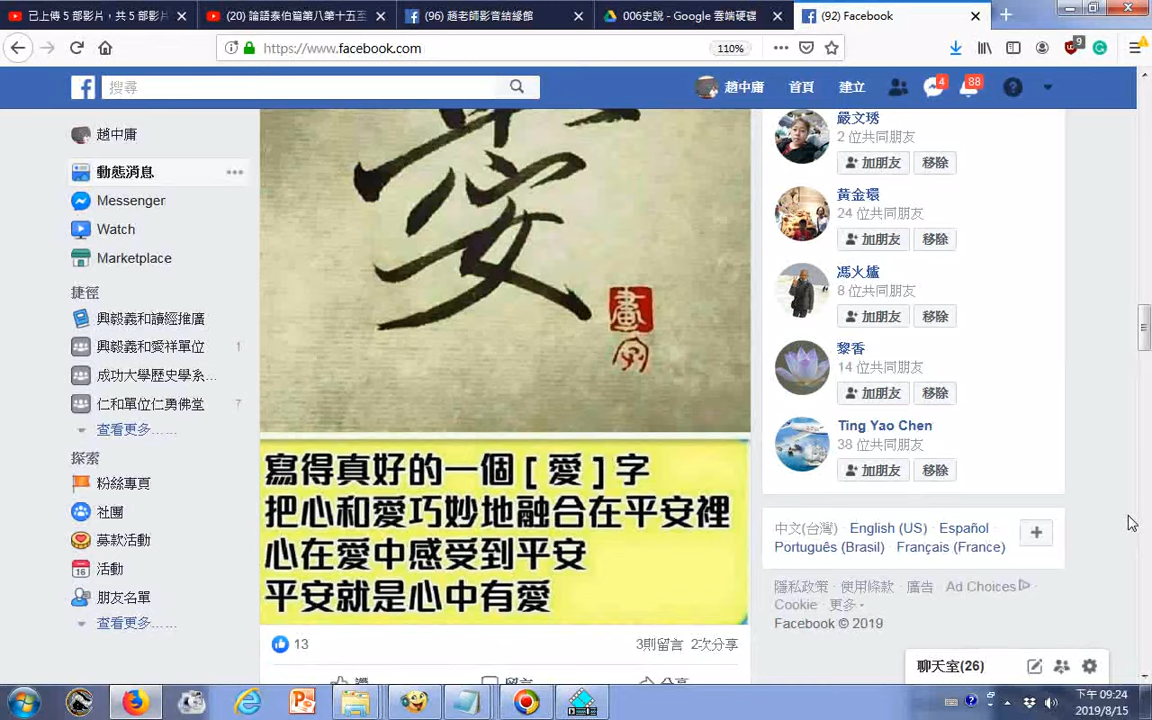 已上傳 5 部影片，共 5 部影片
(20) 論語泰伯篇第八第十五至
(96) 趙老師影音結緣館
006史說 - Google 雲端硬碟
(92) Facebook
https://www.facebook.com
110%
9
搜尋
趙中庸
首頁
建立
4
88
趙中庸
動態消息
Messenger
Watch
Marketplace
捷徑
興毅義和讀經推廣
興毅義和愛祥單位 1
成功大學歷史學系...
仁和單位仁勇佛堂 7
查看更多......
探索
粉絲專頁
社團
募款活動
16 活動
朋友名單
查看更多......
畫
寫得真好的一個 [ 愛 ] 字
把心和愛巧妙地融合在平安裡
心在愛中感受到平安
平安就是心中有愛
13
3則留言 2次分享
讚 留言 分享
嚴文琇
2 位共同朋友
加朋友 移除
黃金環
24 位共同朋友
加朋友 移除
馮火爐
8 位共同朋友
加朋友 移除
黎香
14 位共同朋友
加朋友 移除
Ting Yao Chen
38 位共同朋友
加朋友 移除
中文(台灣) · English (US) · Español ·
Português (Brasil) · Français (France)
隱私政策 · 使用條款 · 廣告 · Ad Choices ·
Cookie · 更多
Facebook © 2019
聊天室(26)
下午 09:24
2019/8/15